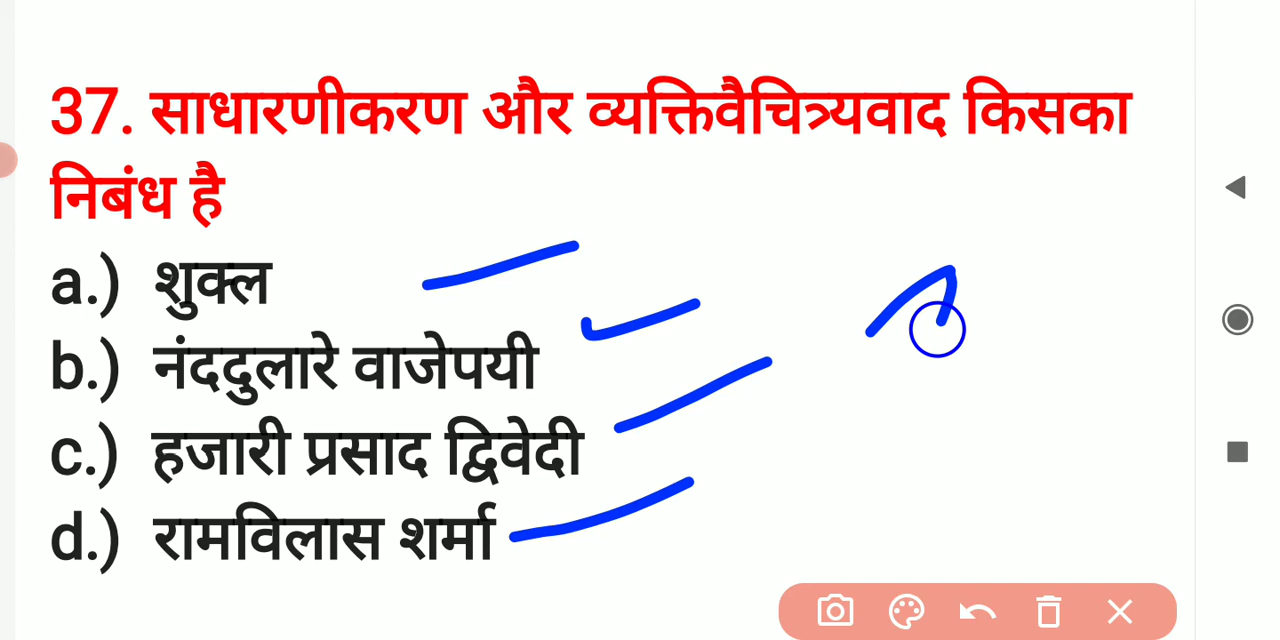 37. साधारणीकरण और व्यक्तिवैचित्र्यवाद किसका
निबंध है
a.) शुक्ल
b.) नंददुलारे वाजेपयी
c.) हजारी प्रसाद द्विवेदी
d.) रामविलास शर्मा